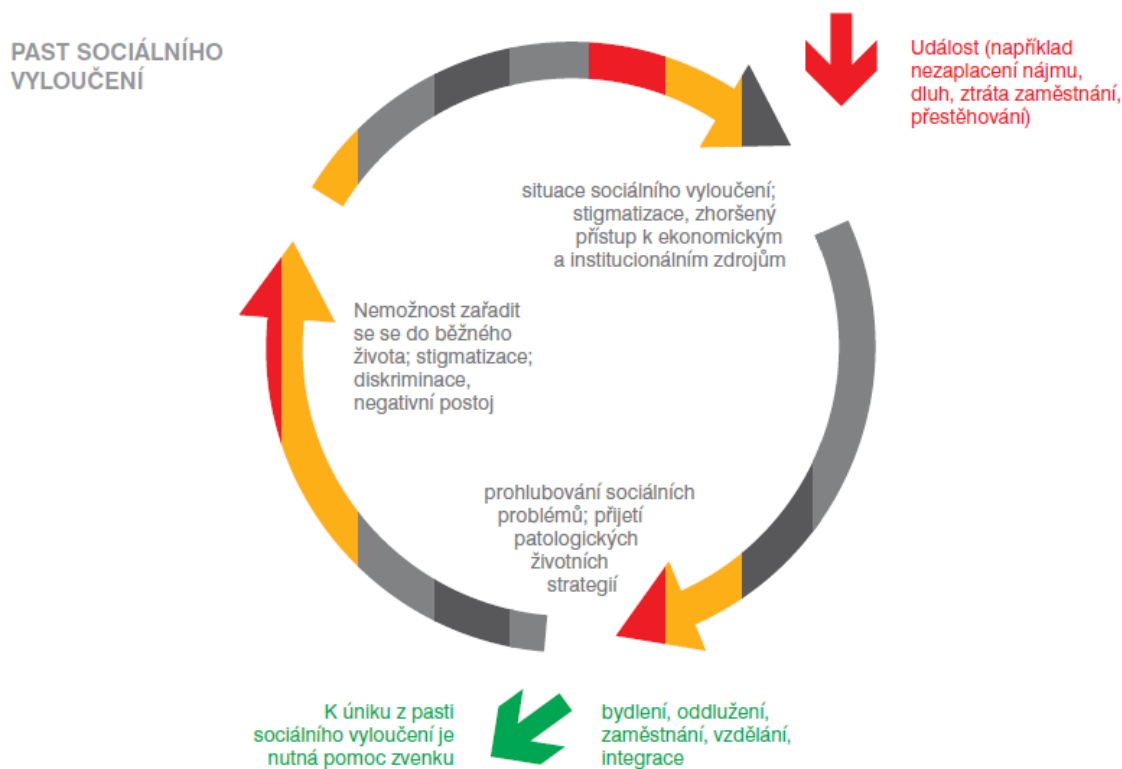 PAST SOCIÁLNÍHO
VYLOUČENÍ
Událost (například
nezaplacení nájmu,
dluh, ztráta zaměstnání,
přestěhování)
situace sociálního vyloučení;
stigmatizace, zhoršený
přístup k ekonomickým
a institucionálním zdrojům
Nemožnost zařadit
se se do běžného
života; stigmatizace;
diskriminace,
negativní postoj
prohlubování sociálních
problémů; přijetí
patologických
životních
strategií
K úniku z pasti
sociálního vyloučení je
nutná pomoc zvenku
bydlení, oddlužení,
zaměstnání, vzdělání,
integrace